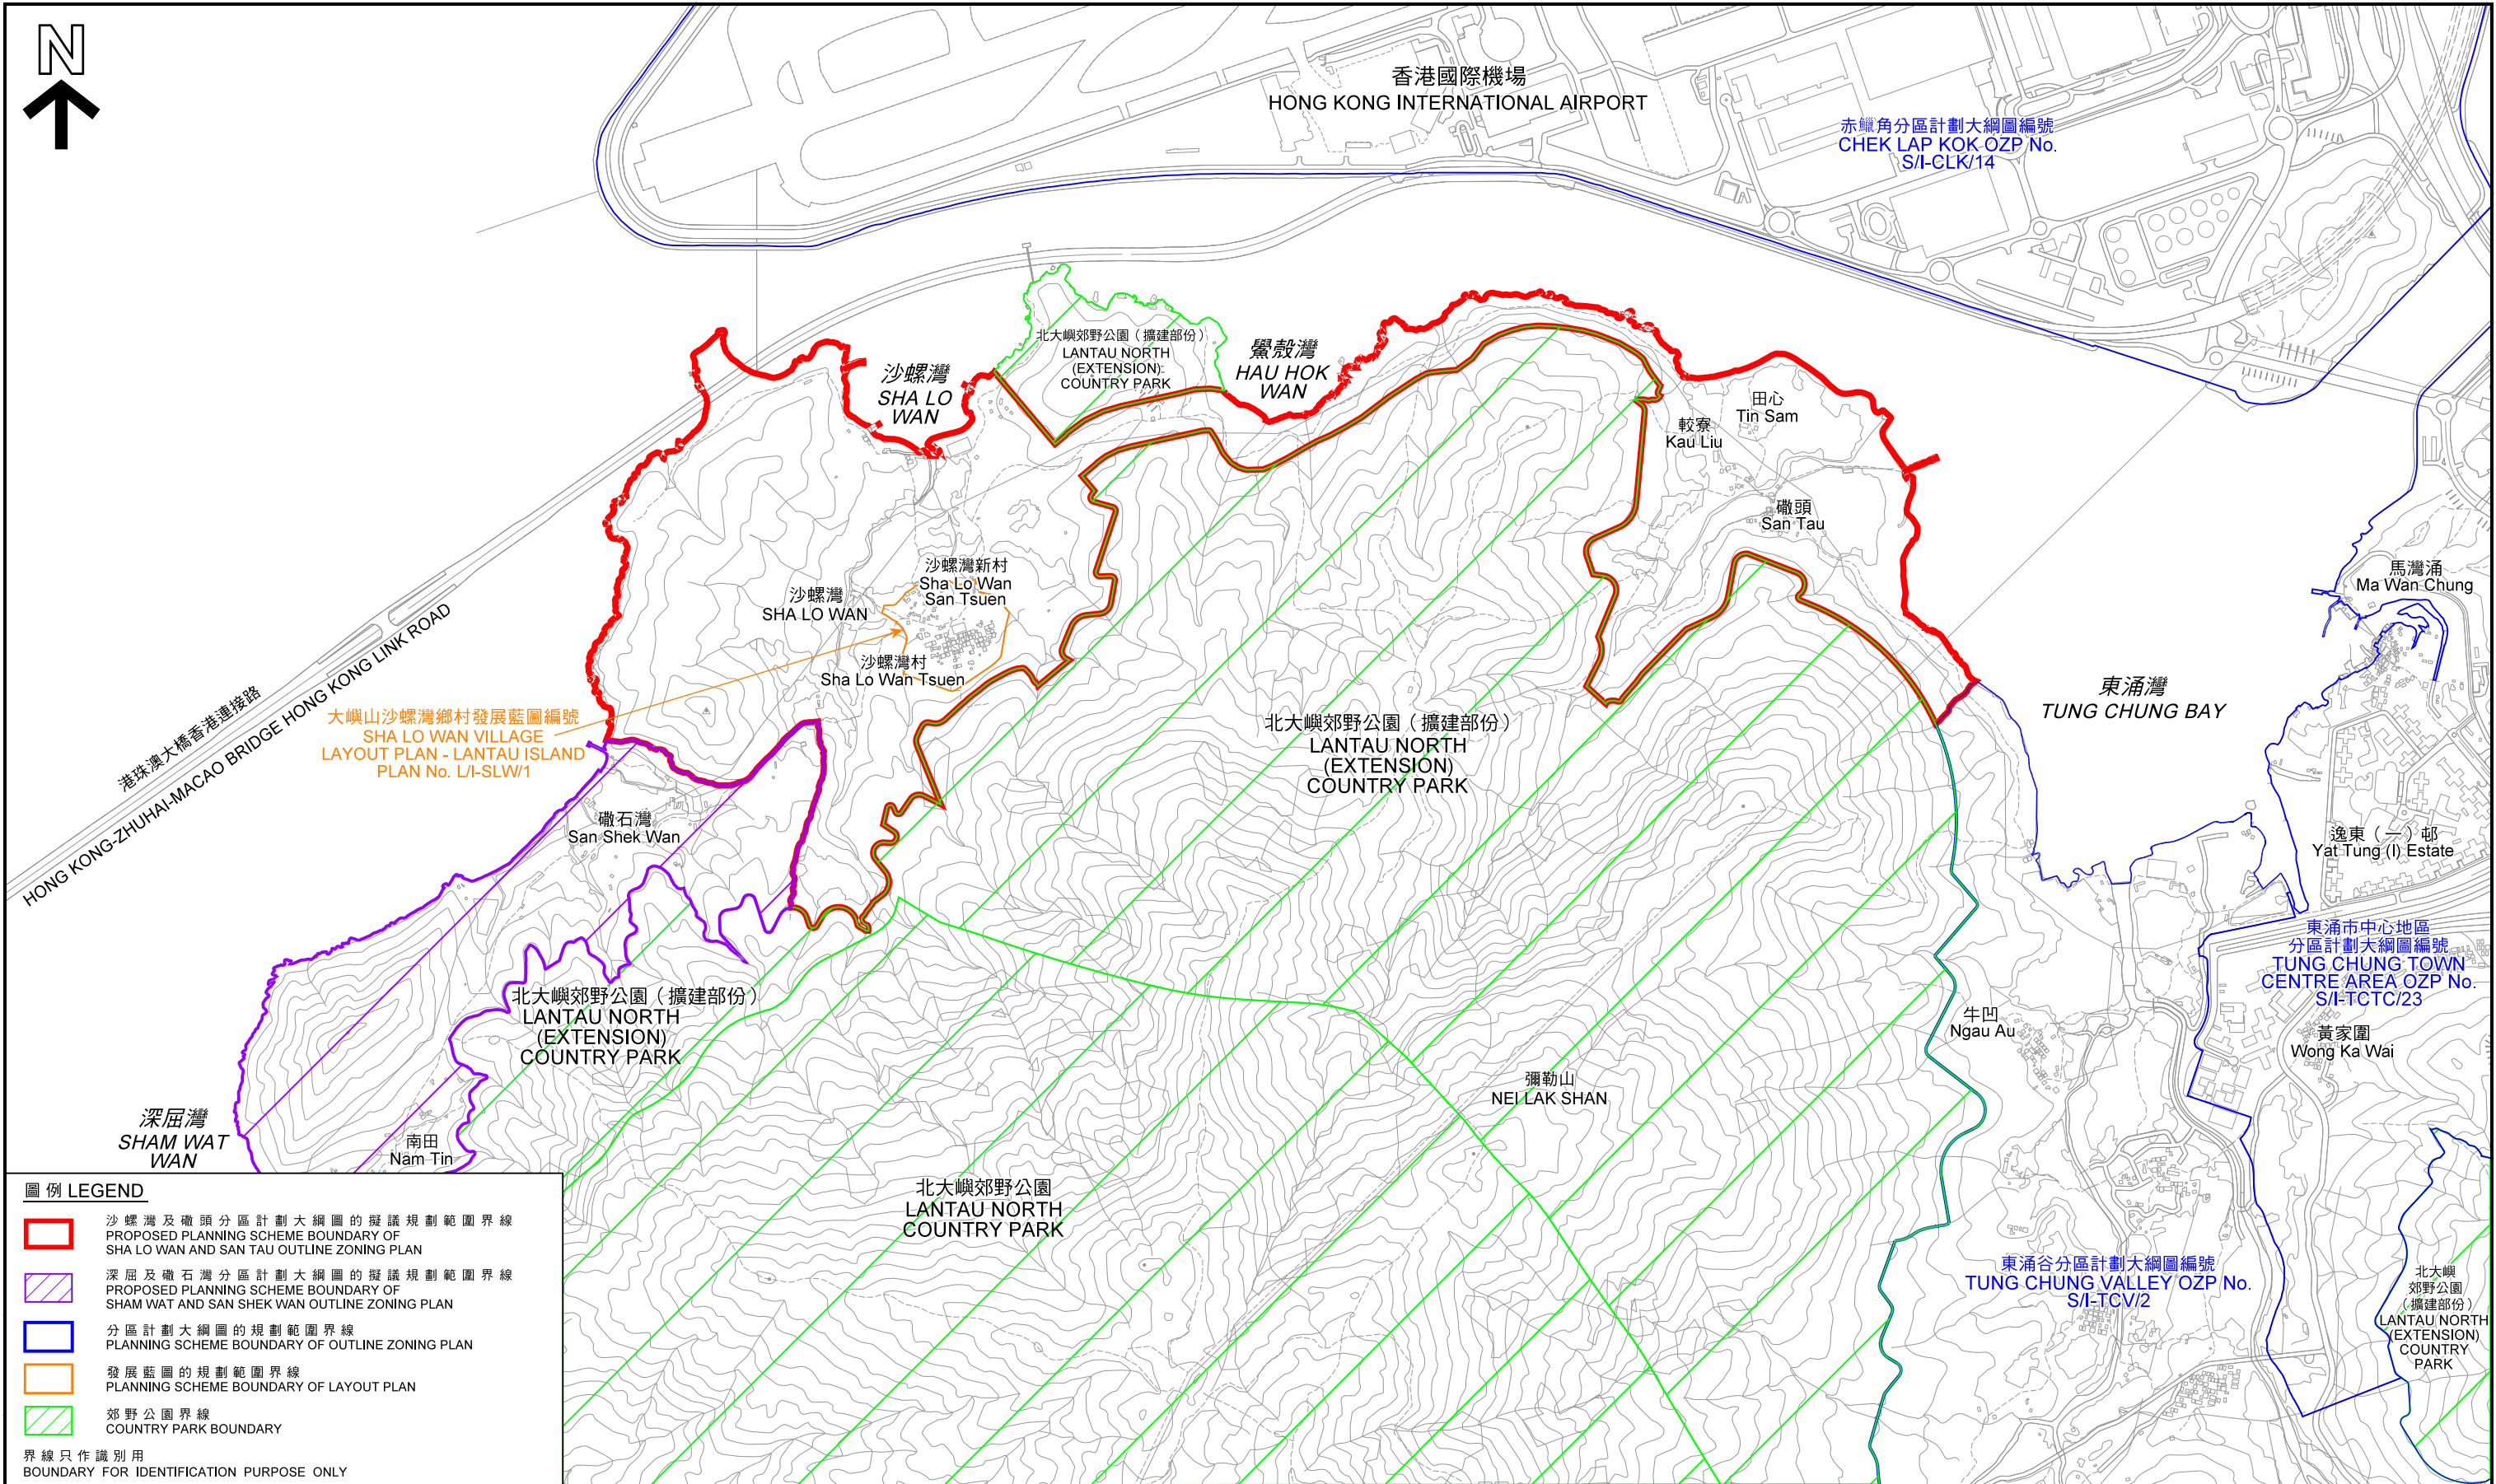 N
香港國際機場
HONG KONG INTERNATIONAL AIRPORT
赤鱲角分區計劃大綱圖編號
CHEK LAP KOK OZP No.
S/I-CLK/14
北大嶼郊野公園（擴建部份）
LANTAU NORTH
(EXTENSION)
COUNTRY PARK
鱟殼灣
HAU HOK
WAN
沙螺灣
SHA LO
WAN
田心
Tin Sam
較寮
Kau Liu
䃟頭
San Tau
沙螺灣新村
Sha Lo Wan
San Tsuen
沙螺灣
SHA LO WAN
沙螺灣村
Sha Lo Wan Tsuen
馬灣涌
Ma Wan Chung
東涌灣
TUNG CHUNG BAY
港珠澳大橋香港連接路
HONG KONG-ZHUHAI-MACAO BRIDGE HONG KONG LINK ROAD
大嶼山沙螺灣鄉村發展藍圖編號
SHA LO WAN VILLAGE
LAYOUT PLAN - LANTAU ISLAND
PLAN No. L/I-SLW/1
北大嶼郊野公園（擴建部份）
LANTAU NORTH
(EXTENSION)
COUNTRY PARK
䃟石灣
San Shek Wan
逸東（一）邨
Yat Tung (I) Estate
東涌市中心地區
分區計劃大綱圖編號
TUNG CHUNG TOWN
CENTRE AREA OZP No.
S/I-TCTC/23
北大嶼郊野公園（擴建部份）
LANTAU NORTH
(EXTENSION)
COUNTRY PARK
牛凹
Ngau Au
黃家圍
Wong Ka Wai
彌勒山
NEI LAK SHAN
深屈灣
SHAM WAT
WAN
南田
Nam Tin
北大嶼郊野公園
LANTAU NORTH
COUNTRY PARK
東涌谷分區計劃大綱圖編號
TUNG CHUNG VALLEY OZP No.
S/I-TCV/2
北大嶼
郊野公園
（擴建部份）
LANTAU NORTH
(EXTENSION)
COUNTRY
PARK
圖例 LEGEND
沙螺灣及䃟頭分區計劃大綱圖的擬議規劃範圍界線
PROPOSED PLANNING SCHEME BOUNDARY OF
SHA LO WAN AND SAN TAU OUTLINE ZONING PLAN
深屈及䃟石灣分區計劃大綱圖的擬議規劃範圍界線
PROPOSED PLANNING SCHEME BOUNDARY OF
SHAM WAT AND SAN SHEK WAN OUTLINE ZONING PLAN
分區計劃大綱圖的規劃範圍界線
PLANNING SCHEME BOUNDARY OF OUTLINE ZONING PLAN
發展藍圖的規劃範圍界線
PLANNING SCHEME BOUNDARY OF LAYOUT PLAN
郊野公園界線
COUNTRY PARK BOUNDARY
界線只作識別用
BOUNDARY FOR IDENTIFICATION PURPOSE ONLY